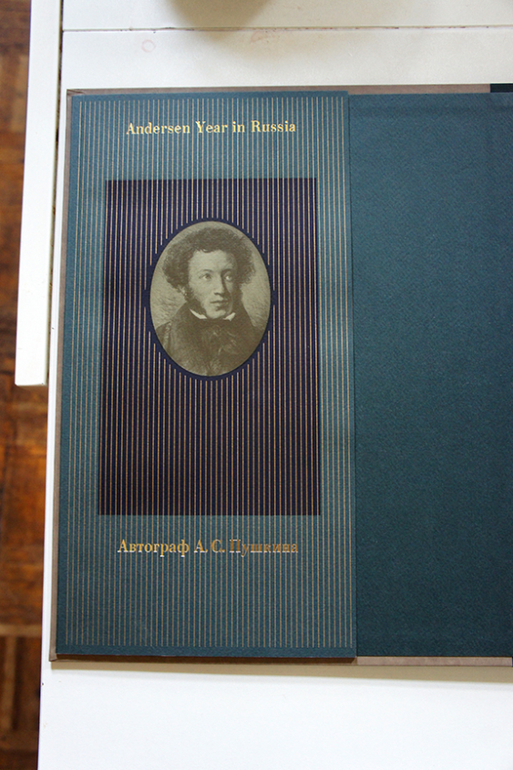 Andersen Year in Russia
Автограф А. С. Пушкина